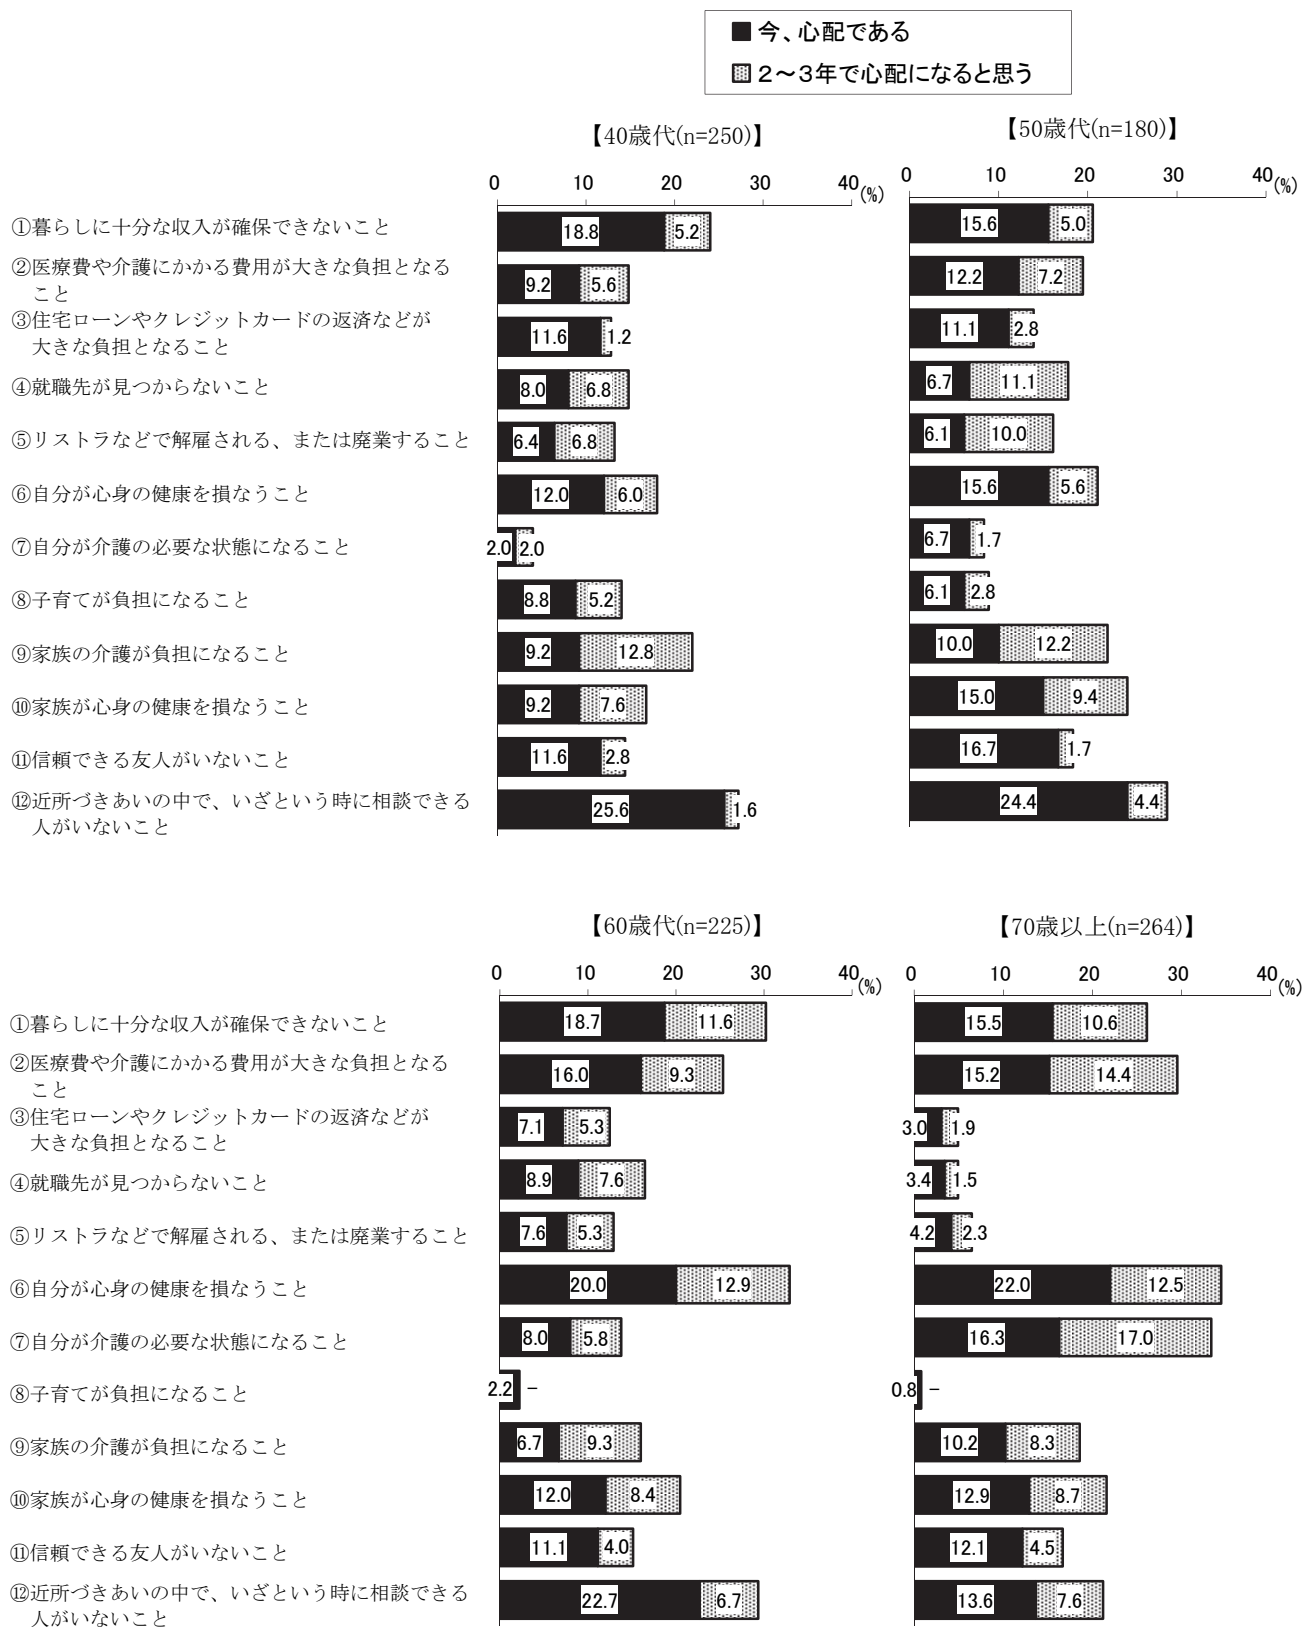 今、心配である
2～3年で心配になると思う
【40歳代(n=250)】
0 10 20 30 40 (%)
①暮らしに十分な収入が確保できないこと 18.8 5.2
②医療費や介護にかかる費用が大きな負担となる
こと 9.2 5.6
③住宅ローンやクレジットカードの返済などが
大きな負担となること 11.6 1.2
④就職先が見つからないこと 8.0 6.8
⑤リストラなどで解雇される、または廃業すること 6.4 6.8
⑥自分が心身の健康を損なうこと 12.0 6.0
⑦自分が介護の必要な状態になること 2.0 2.0
⑧子育てが負担になること 8.8 5.2
⑨家族の介護が負担になること 9.2 12.8
⑩家族が心身の健康を損なうこと 9.2 7.6
⑪信頼できる友人がいないこと 11.6 2.8
⑫近所づきあいの中で、いざという時に相談できる
人がいないこと 25.6 1.6
【50歳代(n=180)】
0 10 20 30 40 (%)
15.6 5.0
12.2 7.2
11.1 2.8
6.7 11.1
6.1 10.0
15.6 5.6
6.7 1.7
6.1 2.8
10.0 12.2
15.0 9.4
16.7 1.7
24.4 4.4
【60歳代(n=225)】
0 10 20 30 40 (%)
①暮らしに十分な収入が確保できないこと 18.7 11.6
②医療費や介護にかかる費用が大きな負担となる
こと 16.0 9.3
③住宅ローンやクレジットカードの返済などが
大きな負担となること 7.1 5.3
④就職先が見つからないこと 8.9 7.6
⑤リストラなどで解雇される、または廃業すること 7.6 5.3
⑥自分が心身の健康を損なうこと 20.0 12.9
⑦自分が介護の必要な状態になること 8.0 5.8
⑧子育てが負担になること 2.2 -
⑨家族の介護が負担になること 6.7 9.3
⑩家族が心身の健康を損なうこと 12.0 8.4
⑪信頼できる友人がいないこと 11.1 4.0
⑫近所づきあいの中で、いざという時に相談できる
人がいないこと 22.7 6.7
【70歳以上(n=264)】
0 10 20 30 40 (%)
15.5 10.6
15.2 14.4
3.0 1.9
3.4 1.5
4.2 2.3
22.0 12.5
16.3 17.0
0.8 -
10.2 8.3
12.9 8.7
12.1 4.5
13.6 7.6